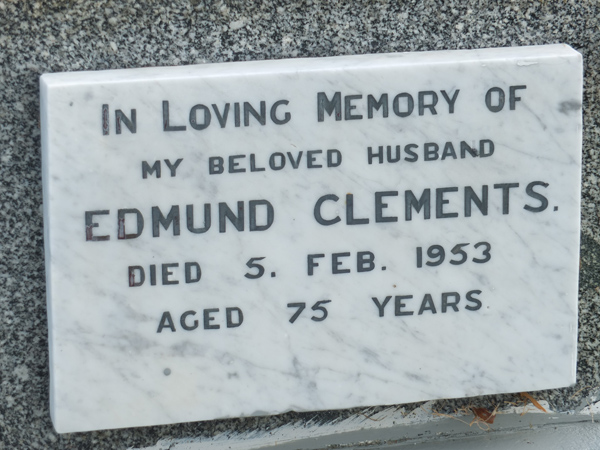 IN LOVING MEMORY OF
MY BELOVED HUSBAND
EDMUND CLEMENTS.
DIED 5. FEB. 1953
AGED 75 YEARS